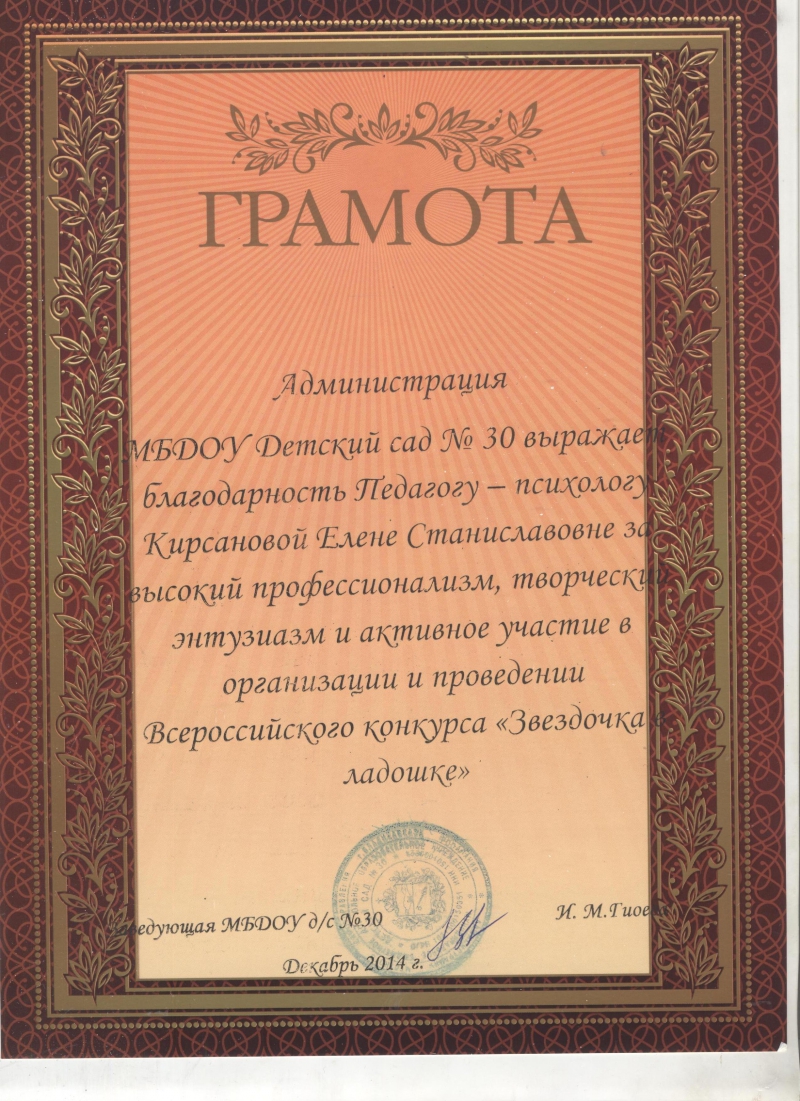 ГРАМОТА
Администрация
МБДОУ Детский сад № 30 выражает
благодарность Педагогу – психологу
Кирсановой Елене Станиславовне за
высокий профессионализм, творческий
энтузиазм и активное участие в
организации и проведении
Всероссийского конкурса «Звездочка в
ладошке»
Заведующая МБДОУ д/с №30
И. М.Гиоева
Декабрь 2014 г.